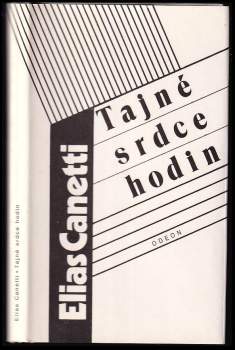 Elias Canetti • Tajné srdce hodin
Elias Canetti
Tajné
srdce
hodin
ODEON